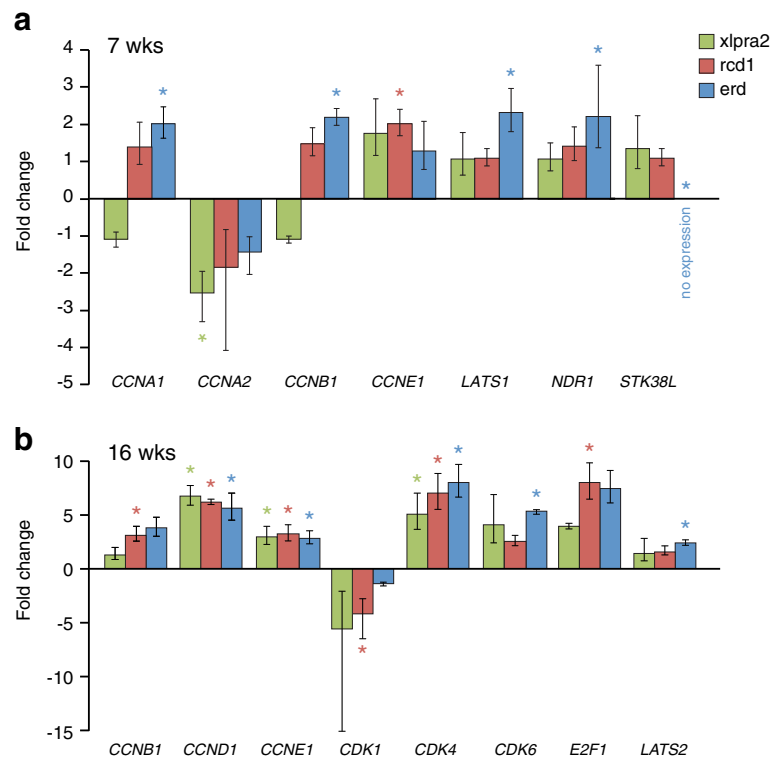 a
7 wks
xlpra2
rcd1
erd
Fold change
4
3
2
1
0
-1
-2
-3
-4
-5
*
*
*
*
*
*
*
no expression
CCNA1 CCNA2 CCNB1 CCNE1 LATS1 NDR1 STK38L
b
16 wks
Fold change
10
5
0
-5
-10
-15
* * * * * * * * * * * * * *
CCNB1 CCND1 CCNE1 CDK1 CDK4 CDK6 E2F1 LATS2